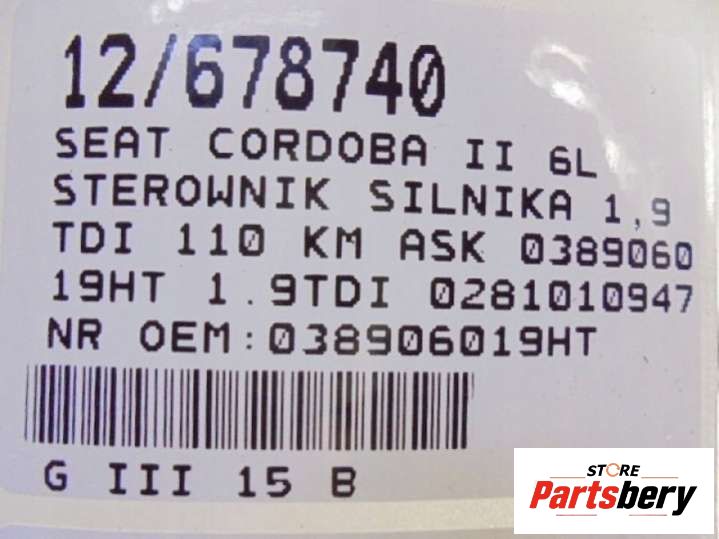 12/678740
SEAT CORDOBA II 6L
STEROWNIK SILNIKA 1,9
TDI 110 KM ASK 0389060
19HT 1.9TDI 0281010947
NR OEM:038906019HT
G III 15 B
STORE
Partsbery